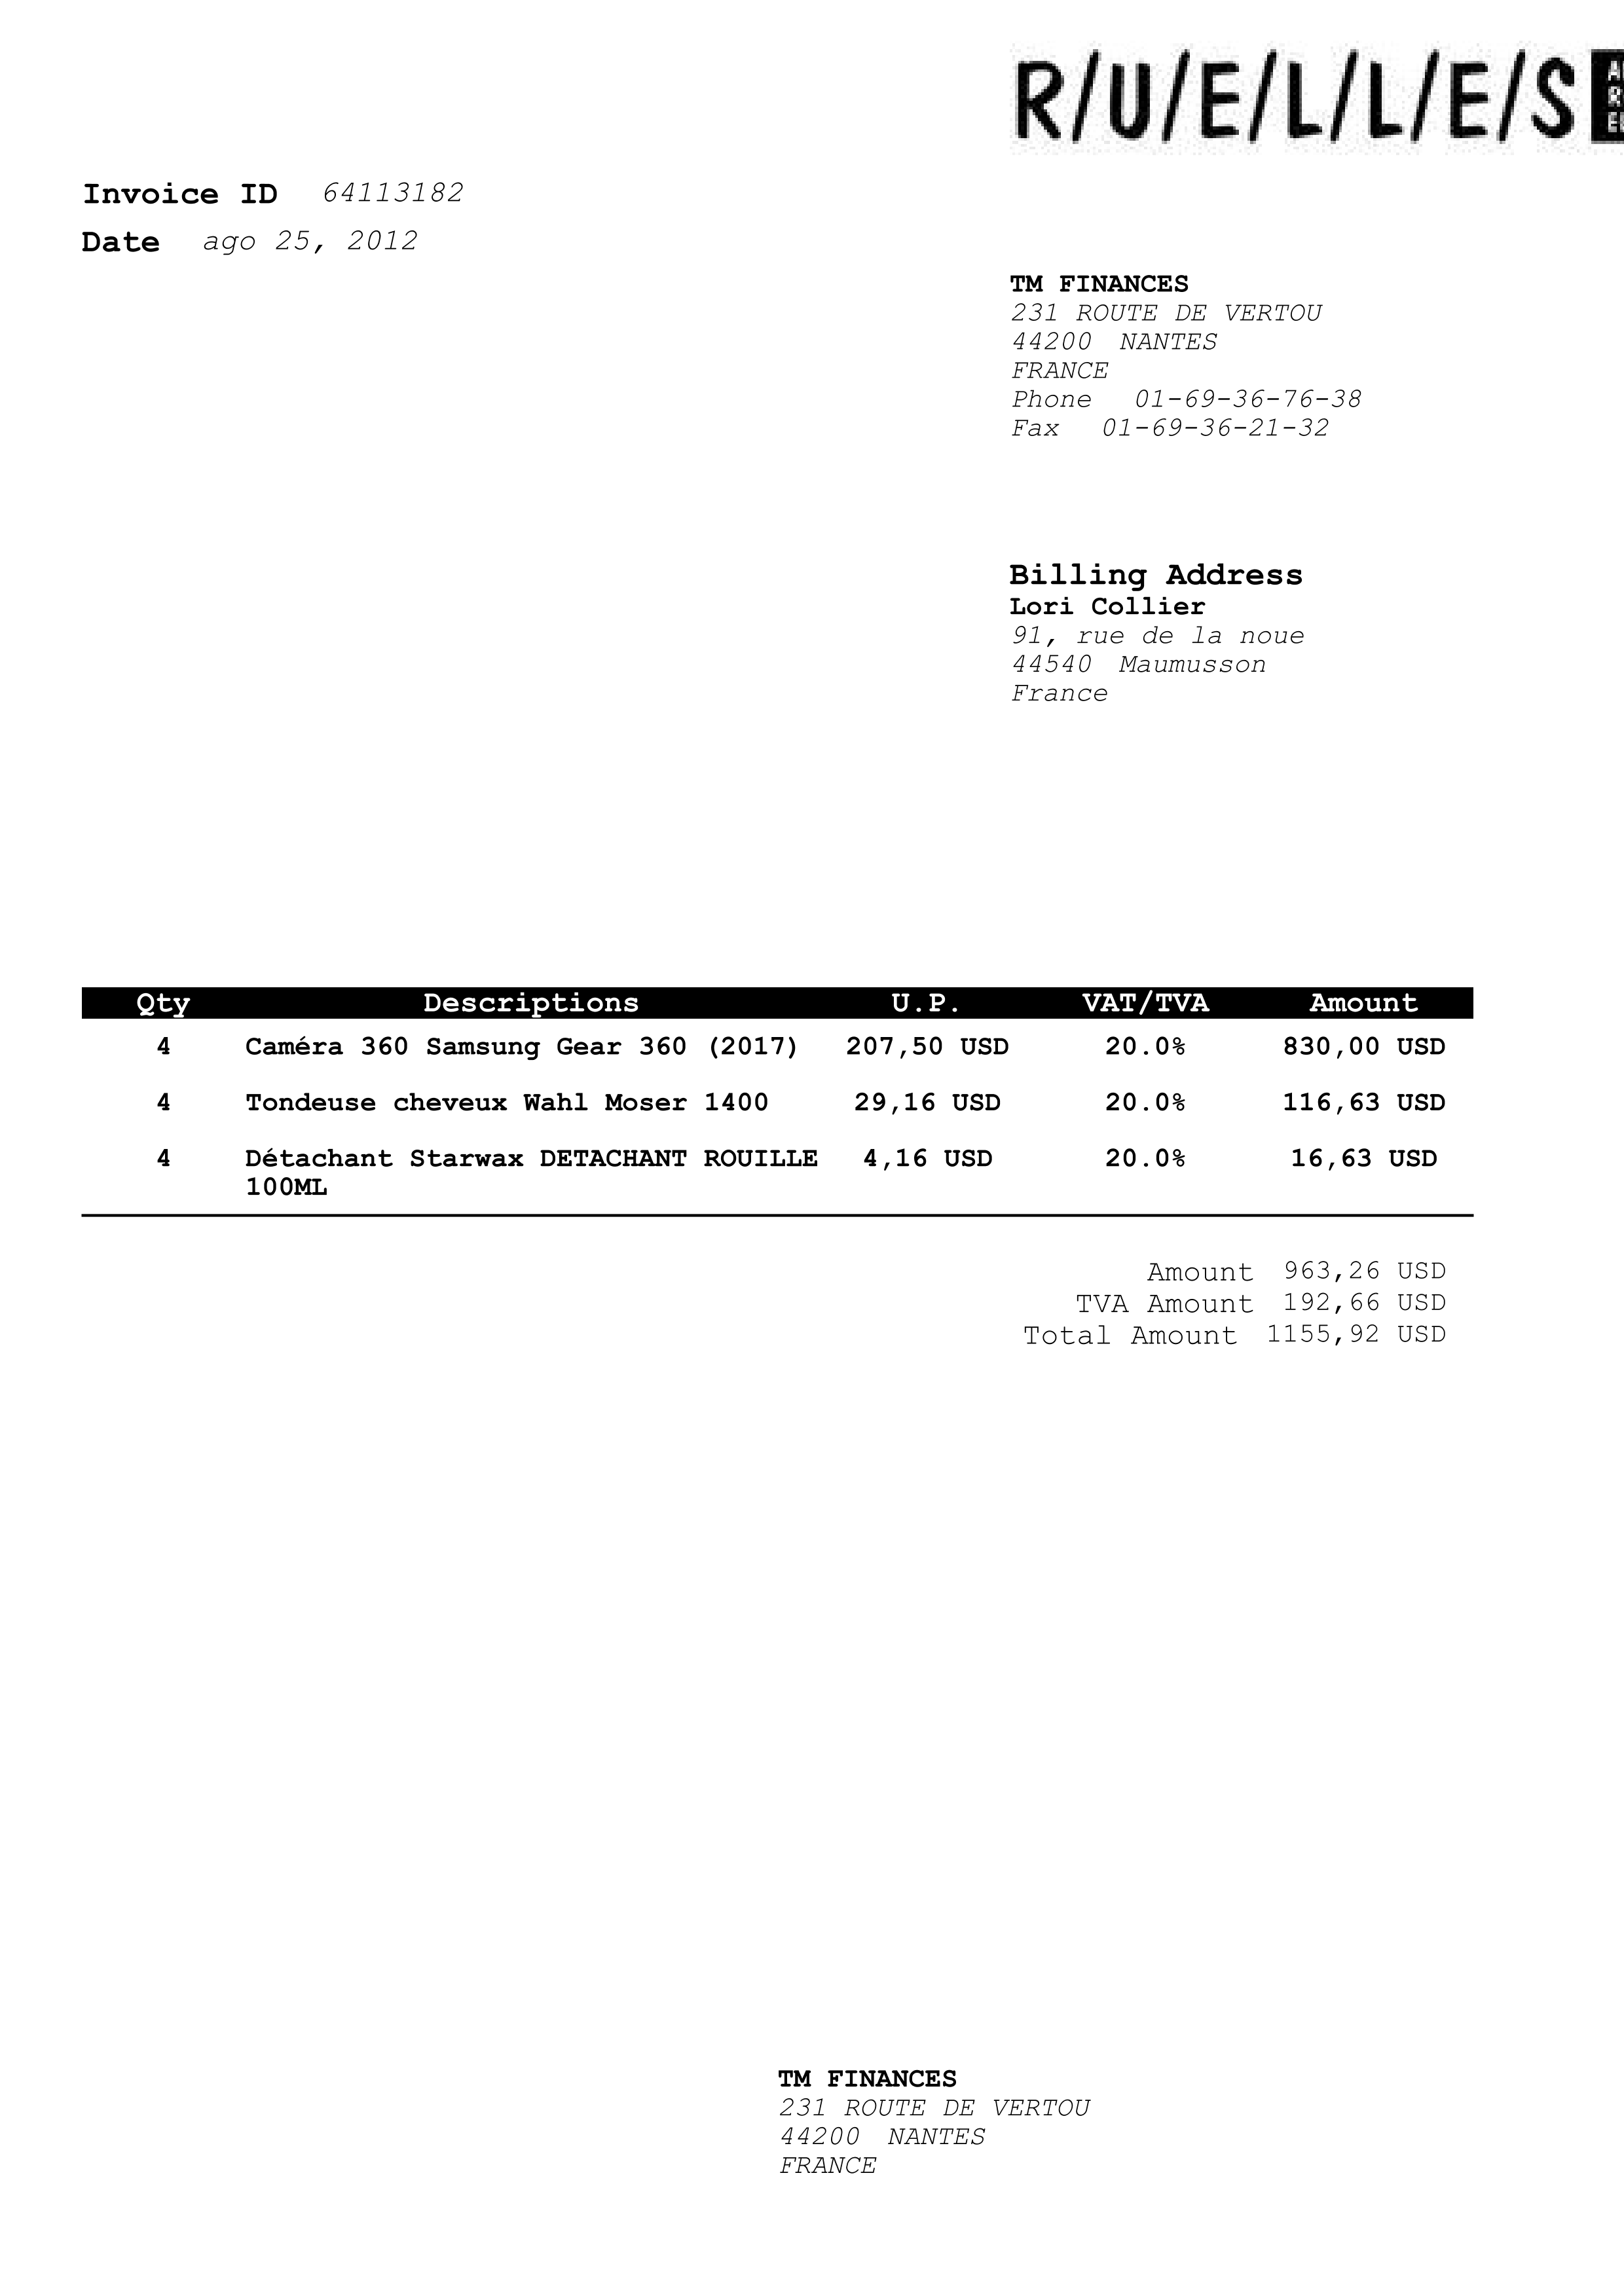 R/U/E/L/L/E/S
Invoice ID 64113182
Date ago 25, 2012
TM FINANCES
231 ROUTE DE VERTOU
44200 NANTES
FRANCE
Phone 01-69-36-76-38
Fax 01-69-36-21-32
Billing Address
Lori Collier
91, rue de la noue
44540 Maumusson
France
Qty Descriptions U.P. VAT/TVA Amount
4 Caméra 360 Samsung Gear 360 (2017) 207,50 USD 20.0% 830,00 USD
4 Tondeuse cheveux Wahl Moser 1400 29,16 USD 20.0% 116,63 USD
4 Détachant Starwax DETACHANT ROUILLE 4,16 USD 20.0% 16,63 USD
100ML
Amount 963,26 USD
TVA Amount 192,66 USD
Total Amount 1155,92 USD
TM FINANCES
231 ROUTE DE VERTOU
44200 NANTES
FRANCE